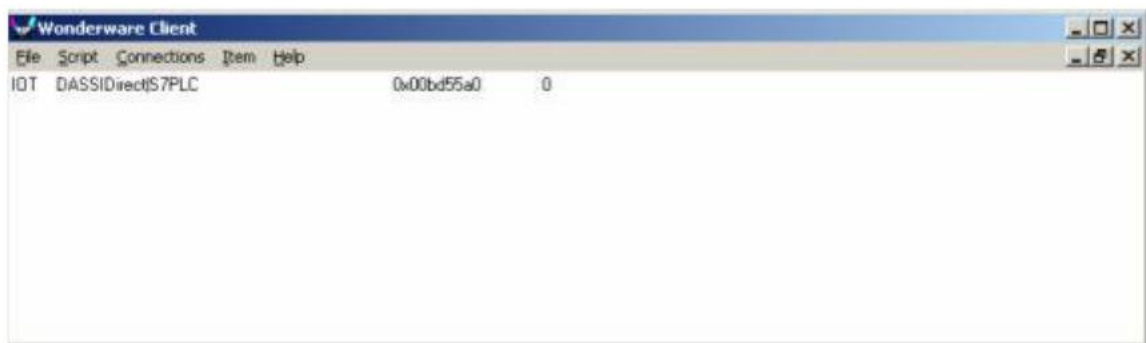 Wonderware Client
File Script Connections Item Help
IOT DASSIDirect|S7PLC 0x00bd55a0 0